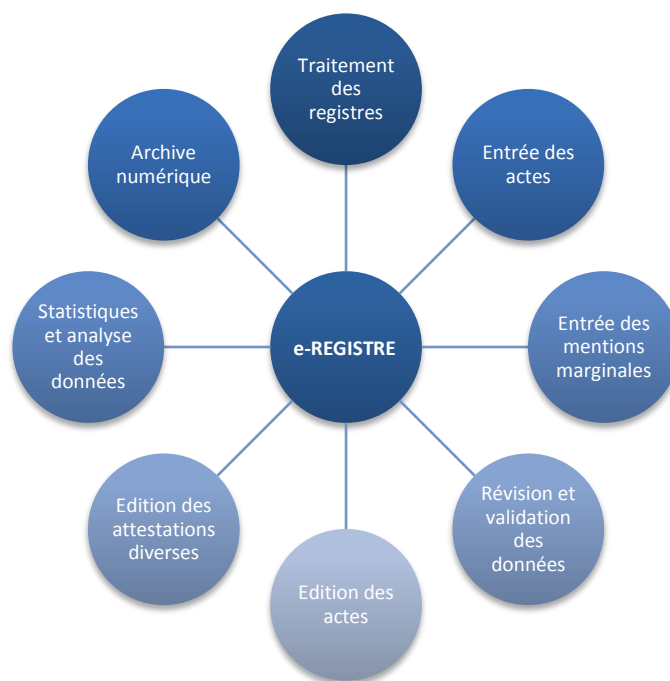 Traitement
des
registres
Entrée des
actes
Entrée des
mentions
marginales
Révision et
validation
des
données
Edition des
actes
Edition des
attestations
diverses
Statistiques
et analyse
des
données
Archive
numérique
e-REGISTRE